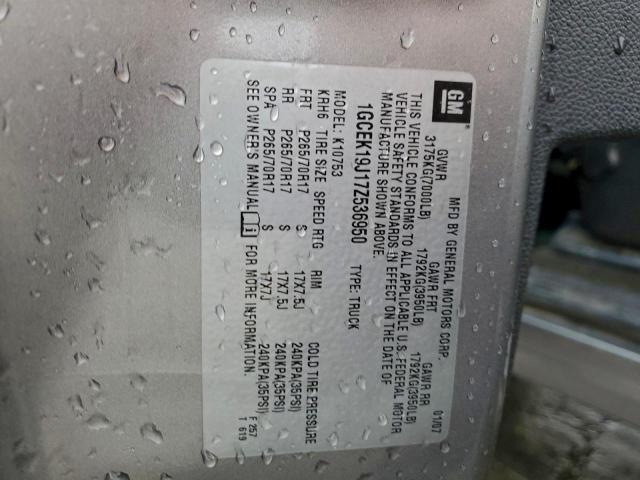 GM
MFD BY GENERAL MOTORS CORP. 01/07
GVWR GAWR FRT GAWR RR
3175KG(7000LB) 1792KG(3950LB) 1792KG(3950LB)
THIS VEHICLE CONFORMS TO ALL APPLICABLE U.S. FEDERAL MOTOR
VEHICLE SAFETY STANDARDS IN EFFECT ON THE DATE OF
MANUFACTURE SHOWN ABOVE.
1GCEK19J17Z536950 TYPE: TRUCK
MODEL: K10753
KRH6 TIRE SIZE SPEED RTG RIM COLD TIRE PRESSURE
FRT P265/70R17 S 17X7.5J 240KPA(35PSI)
RR P265/70R17 S 17X7.5J 240KPA(35PSI)
SPA P265/70R17 S 17X7J 240KPA(35PSI)
SEE OWNER'S MANUAL i FOR MORE INFORMATION.
F 257
T 619